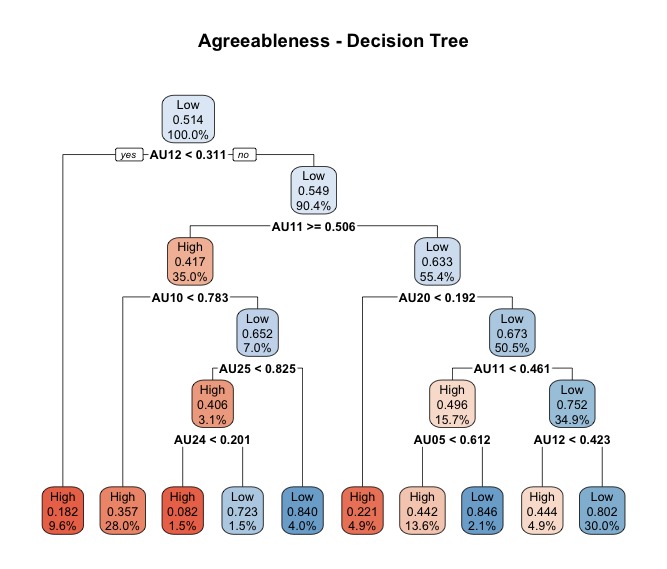 Agreeableness - Decision Tree
Low
0.514
100.0%
yes AU12 < 0.311 no
Low
0.549
90.4%
AU11 >= 0.506
High
0.417
35.0%
Low
0.633
55.4%
AU10 < 0.783
AU20 < 0.192
Low
0.652
7.0%
Low
0.673
50.5%
AU25 < 0.825
AU11 < 0.461
High
0.406
3.1%
High
0.496
15.7%
Low
0.752
34.9%
AU24 < 0.201
AU05 < 0.612
AU12 < 0.423
High
0.182
9.6%
High
0.357
28.0%
High
0.082
1.5%
Low
0.723
1.5%
Low
0.840
4.0%
High
0.221
4.9%
High
0.442
13.6%
Low
0.846
2.1%
High
0.444
4.9%
Low
0.802
30.0%